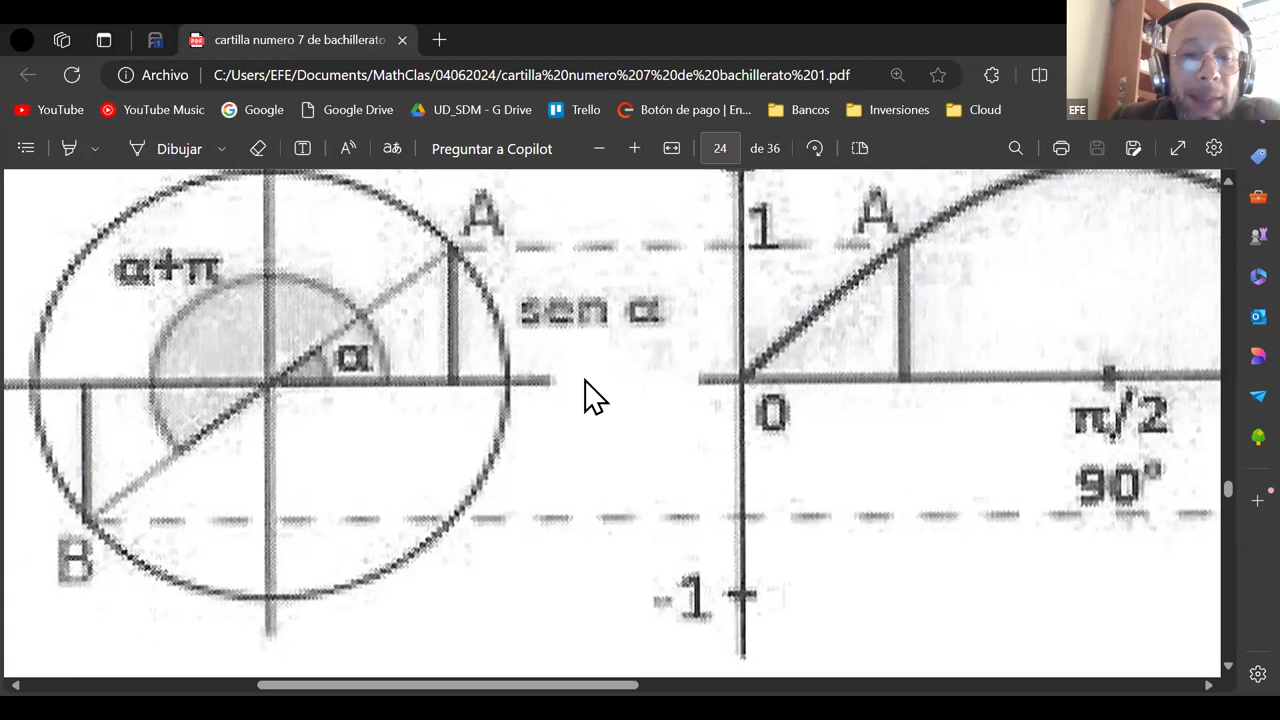 cartilla numero 7 de bachillerato
Archivo
C:/Users/EFE/Documents/MathClas/04062024/cartilla%20numero%207%20de%20bachillerato%201.pdf
EFE
YouTube
YouTube Music
Google
Google Drive
UD_SDM - G Drive
Trello
Botón de pago | En...
Bancos
Inversiones
Cloud
Dibujar
aあ
Preguntar a Copilot
24
de 36
A
1
A
α+π
sen α
α
0
π/2
90°
B
-1